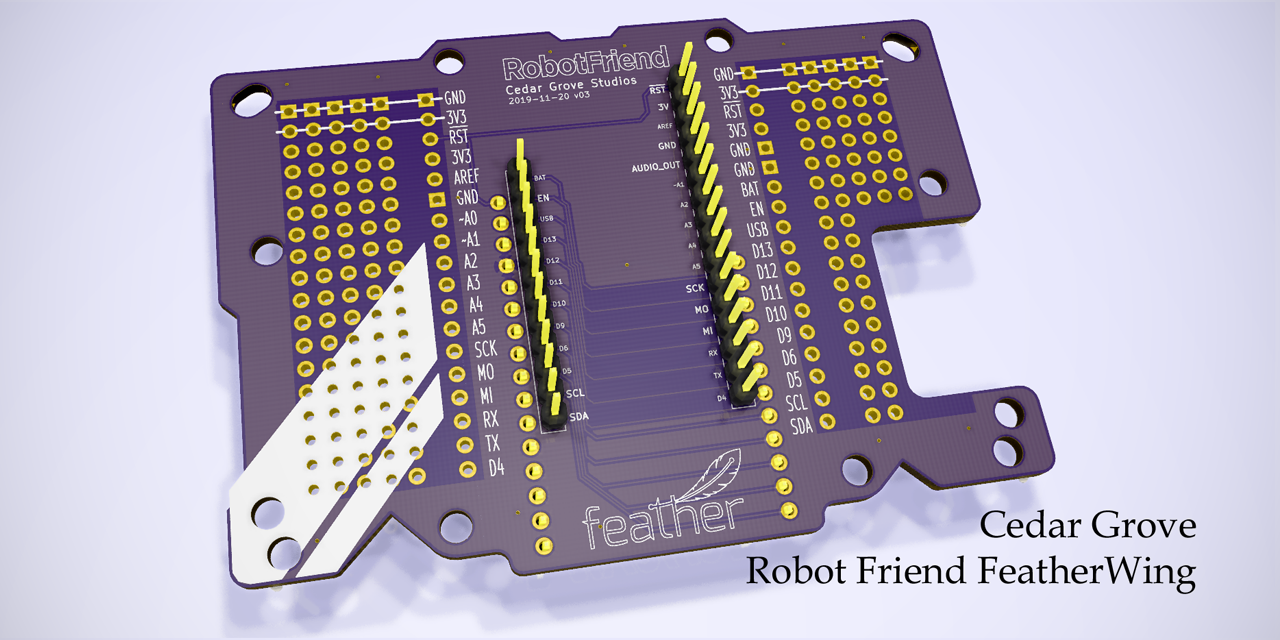 RobotFriend
Cedar Grove Studios
2019-11-20 v03
GND
3V3
RST
3V3
AREF
GND
~A0
~A1
A2
A3
A4
A5
SCK
MO
MI
RX
TX
D4
BAT
EN
USB
D13
D12
D11
D10
D9
D6
D5
SCL
SDA
RST
3V
AREF
GND
AUDIO_OUT
~A1
A2
A3
A4
A5
SCK
MO
MI
RX
TX
D4
GND
3V3
RST
3V3
GND
GND
BAT
EN
USB
D13
D12
D11
D10
D9
D6
D5
SCL
SDA
feather
Cedar Grove
Robot Friend FeatherWing